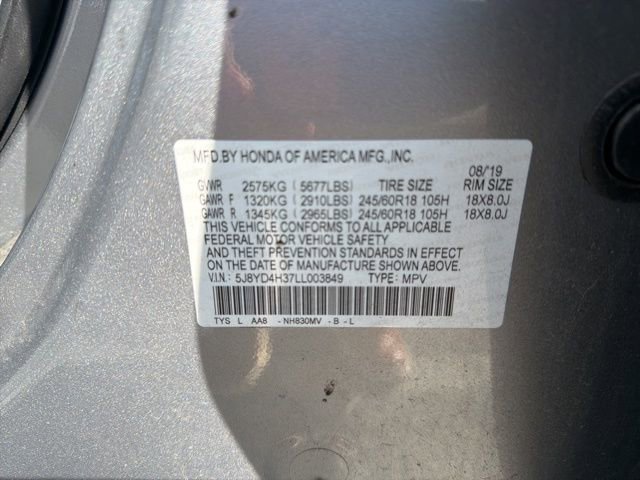 MFD.BY HONDA OF AMERICA MFG.,INC.
08/'19
GVWR 2575KG (5677LBS) TIRE SIZE RIM SIZE
GAWR F 1320KG (2910LBS) 245/60R18 105H 18X8.0J
GAWR R 1345KG (2965LBS) 245/60R18 105H 18X8.0J
THIS VEHICLE CONFORMS TO ALL APPLICABLE
FEDERAL MOTOR VEHICLE SAFETY
AND THEFT PREVENTION STANDARDS IN EFFECT
ON THE DATE OF MANUFACTURE SHOWN ABOVE.
V.I.N.: 5J8YD4H37LL003849 TYPE: MPV
TYS L AA8 - NH830MV - B - L